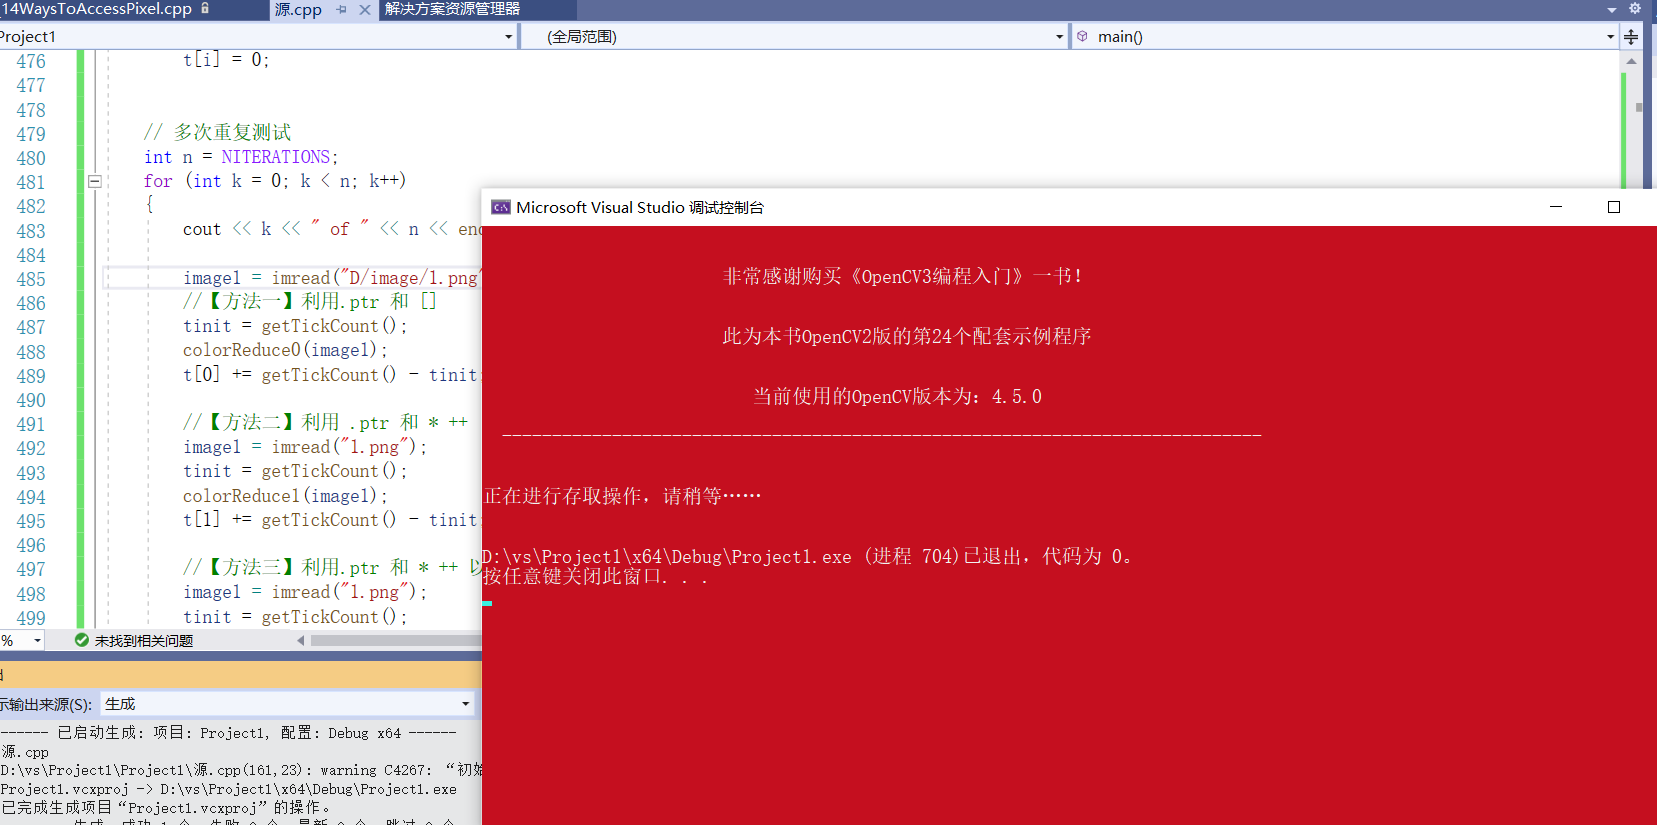 _14WaysToAccessPixel.cpp 源.cpp 解决方案资源管理器
Project1 (全局范围) main()
476 t[i] = 0;
477
478
479 // 多次重复测试
480 int n = NITERATIONS;
481 for (int k = 0; k < n; k++)
482 {
483 cout << k << " of " << n << en
484
485 image1 = imread("D/image/1.png"
486 //【方法一】利用.ptr 和 []
487 tinit = getTickCount();
488 colorReduce0(image1);
489 t[0] += getTickCount() - tinit;
490
491 //【方法二】利用 .ptr 和 * ++
492 image1 = imread("1.png");
493 tinit = getTickCount();
494 colorReduce1(image1);
495 t[1] += getTickCount() - tinit;
496
497 //【方法三】利用.ptr 和 * ++ 以
498 image1 = imread("1.png");
499 tinit = getTickCount();
% 未找到相关问题
示输出来源(S): 生成
------ 已启动生成: 项目: Project1, 配置: Debug x64 ------
源.cpp
D:\vs\Project1\Project1\源.cpp(161,23): warning C4267: “初始
Project1.vcxproj -> D:\vs\Project1\x64\Debug\Project1.exe
已完成生成项目“Project1.vcxproj”的操作。
Microsoft Visual Studio 调试控制台
非常感谢购买《OpenCV3编程入门》一书!
此为本书OpenCV2版的第24个配套示例程序
当前使用的OpenCV版本为: 4.5.0
----------------------------------------------------------------------------
正在进行存取操作，请稍等……
D:\vs\Project1\x64\Debug\Project1.exe (进程 704)已退出，代码为 0。
按任意键关闭此窗口. . .